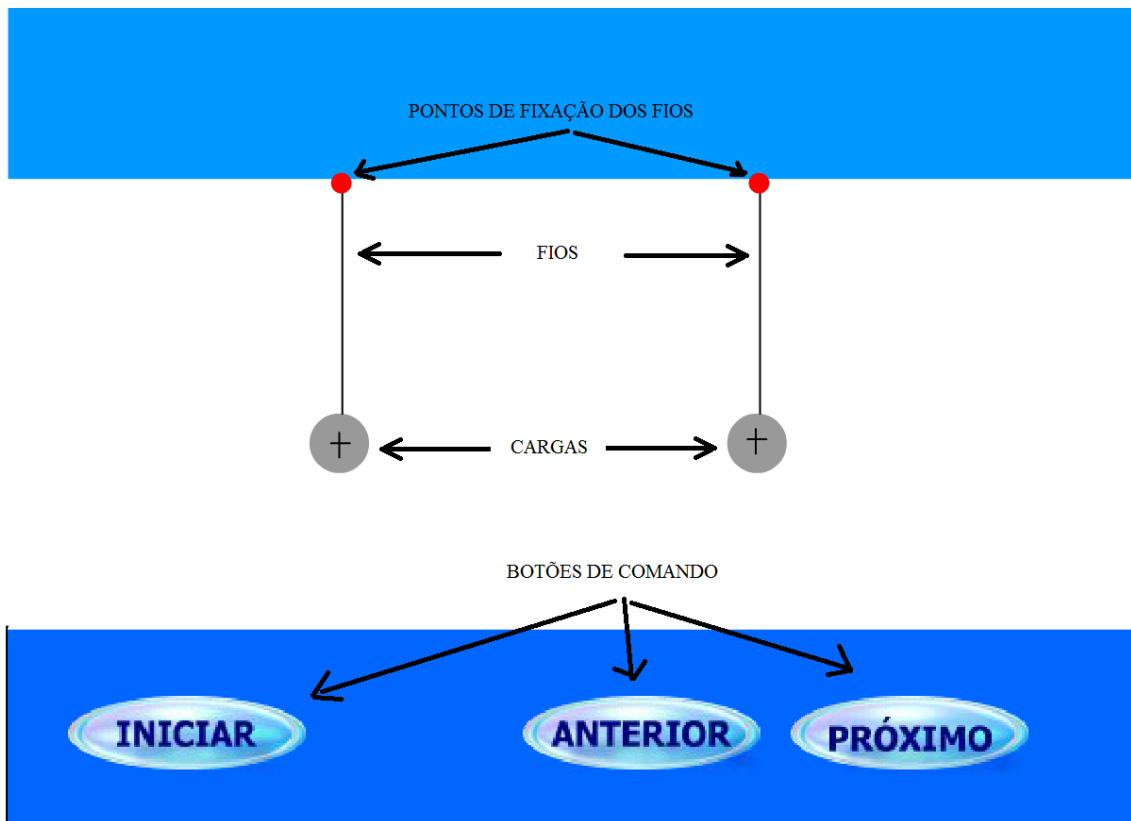 PONTOS DE FIXAÇÃO DOS FIOS
FIOS
+ +
CARGAS
BOTÕES DE COMANDO
INICIAR ANTERIOR PRÓXIMO